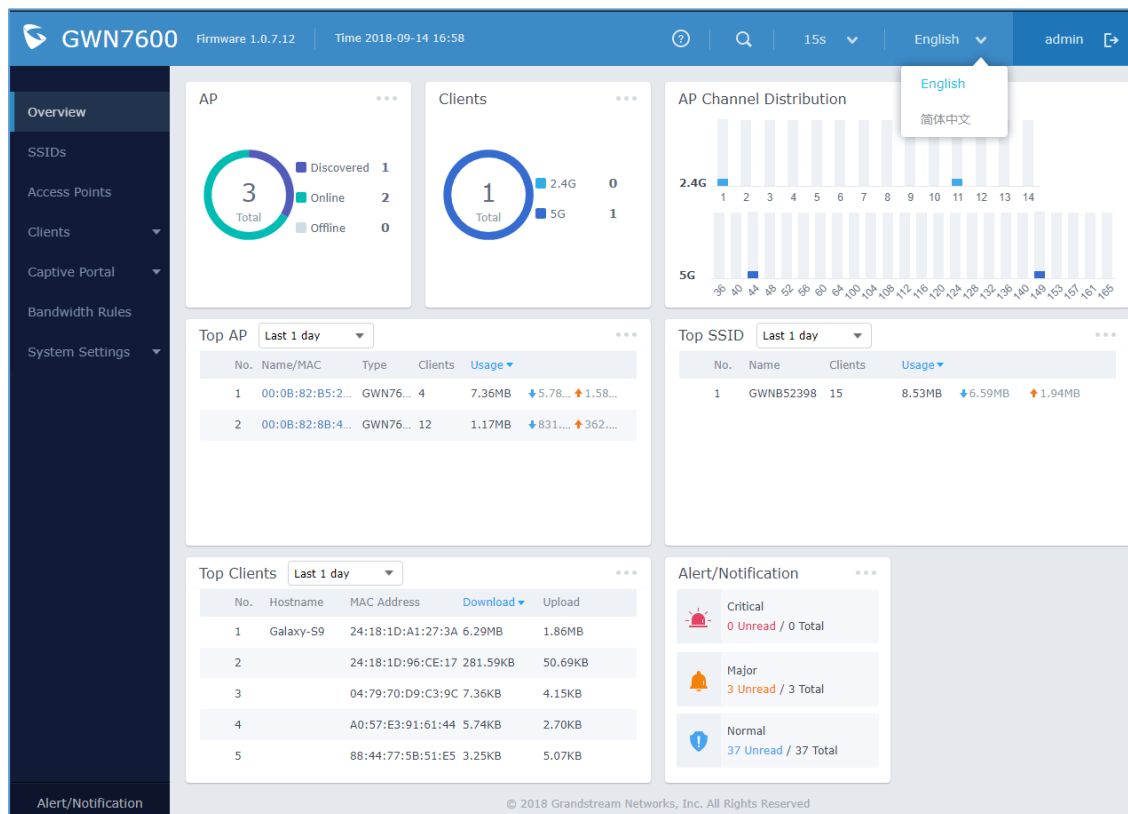 GWN7600 Firmware 1.0.7.12 Time 2018-09-14 16:58 15s English admin
English
简体中文
Overview
SSIDs
Access Points
Clients
Captive Portal
Bandwidth Rules
System Settings
Alert/Notification
AP
3
Total
Discovered 1
Online 2
Offline 0
Clients
1
Total
2.4G 0
5G 1
AP Channel Distribution
2.4G
1 2 3 4 5 6 7 8 9 10 11 12 13 14
5G
36 40 44 48 52 56 60 64 100 104 108 112 116 120 124 128 132 136 140 149 153 157 161 165
Top AP Last 1 day
No. Name/MAC Type Clients Usage
1 00:0B:82:B5:2... GWN76... 4 7.36MB 5.78... 1.58...
2 00:0B:82:8B:4... GWN76... 12 1.17MB 831.... 362....
Top SSID Last 1 day
No. Name Clients Usage
1 GWNB52398 15 8.53MB 6.59MB 1.94MB
Top Clients Last 1 day
No. Hostname MAC Address Download Upload
1 Galaxy-S9 24:18:1D:A1:27:3A 6.29MB 1.86MB
2 24:18:1D:96:CE:17 281.59KB 50.69KB
3 04:79:70:D9:C3:9C 7.36KB 4.15KB
4 A0:57:E3:91:61:44 5.74KB 2.70KB
5 88:44:77:5B:51:E5 3.25KB 5.07KB
Alert/Notification
Critical
0 Unread / 0 Total
Major
3 Unread / 3 Total
Normal
37 Unread / 37 Total
© 2018 Grandstream Networks, Inc. All Rights Reserved